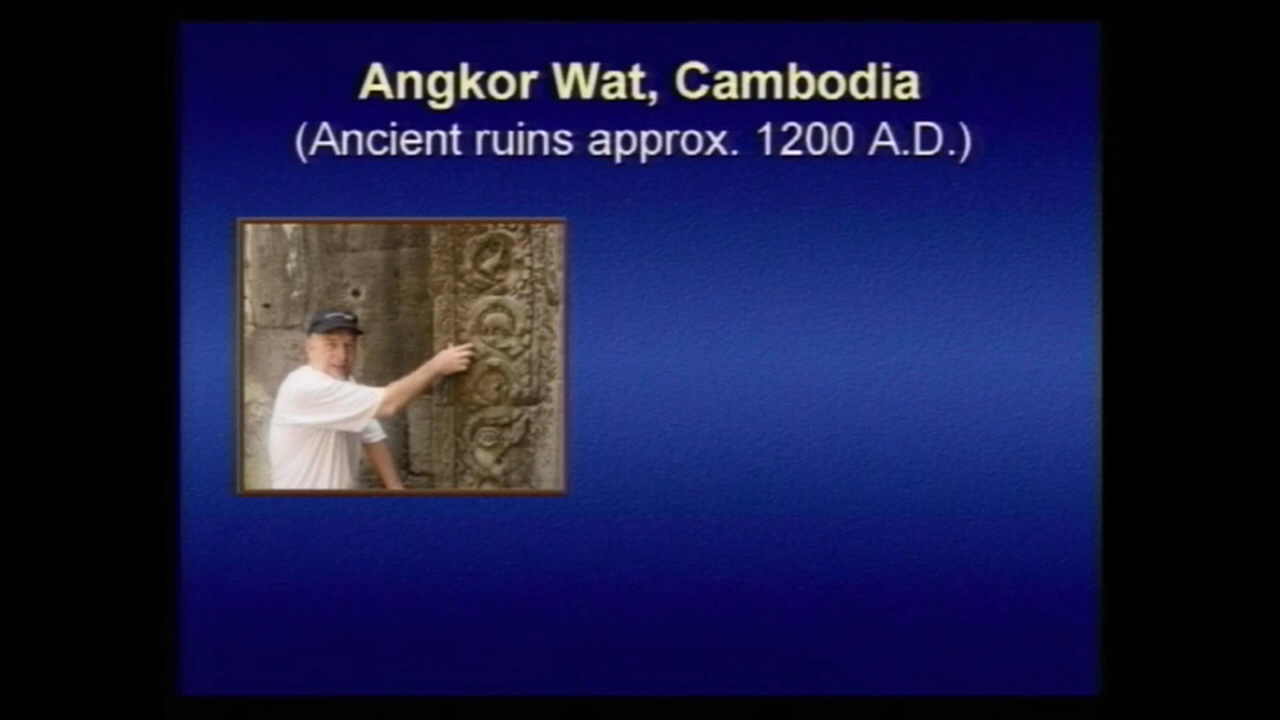 Angkor Wat, Cambodia
(Ancient ruins approx. 1200 A.D.)